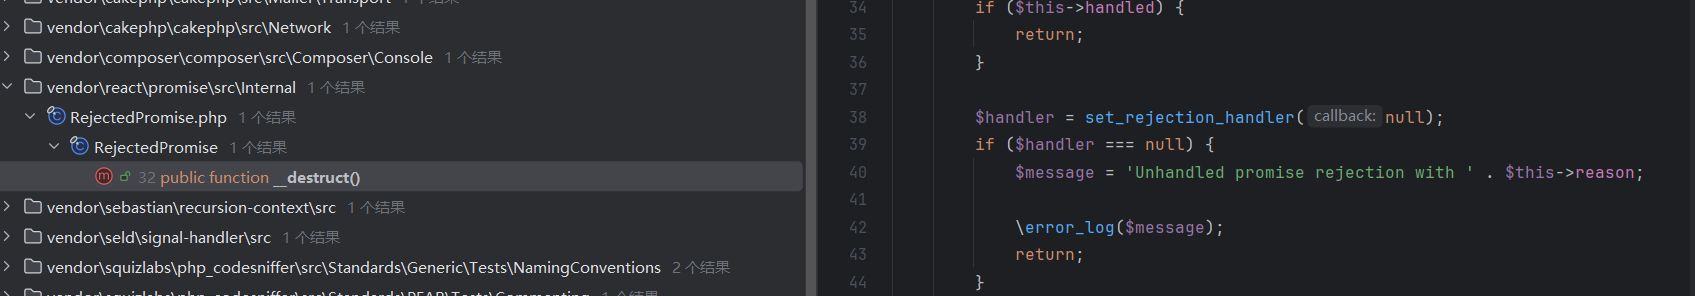 vendor\cakephp\cakephp\src\Mailer\Transport 1 个结果
vendor\cakephp\cakephp\src\Network 1 个结果
vendor\composer\composer\src\Composer\Console 1 个结果
vendor\react\promise\src\Internal 1 个结果
RejectedPromise.php 1 个结果
RejectedPromise 1 个结果
m 32 public function __destruct()
vendor\sebastian\recursion-context\src 1 个结果
vendor\seld\signal-handler\src 1 个结果
vendor\squizlabs\php_codesniffer\src\Standards\Generic\Tests\NamingConventions 2 个结果
vendor\squizlabs\php_codesniffer\src\Standards\PEAR\Tests\Commenting 1 个结果
34 if ($this->handled) {
35 return;
36 }
37
38 $handler = set_rejection_handler( callback: null);
39 if ($handler === null) {
40 $message = 'Unhandled promise rejection with ' . $this->reason;
41
42 \error_log($message);
43 return;
44 }